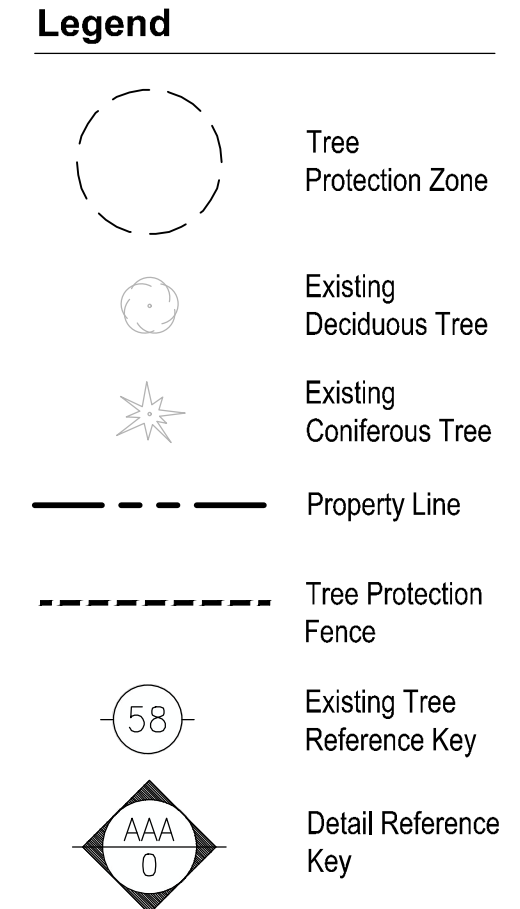 Legend
Tree
Protection Zone
Existing
Deciduous Tree
Existing
Coniferous Tree
Property Line
Tree Protection
Fence
58
Existing Tree
Reference Key
AAA
0
Detail Reference
Key